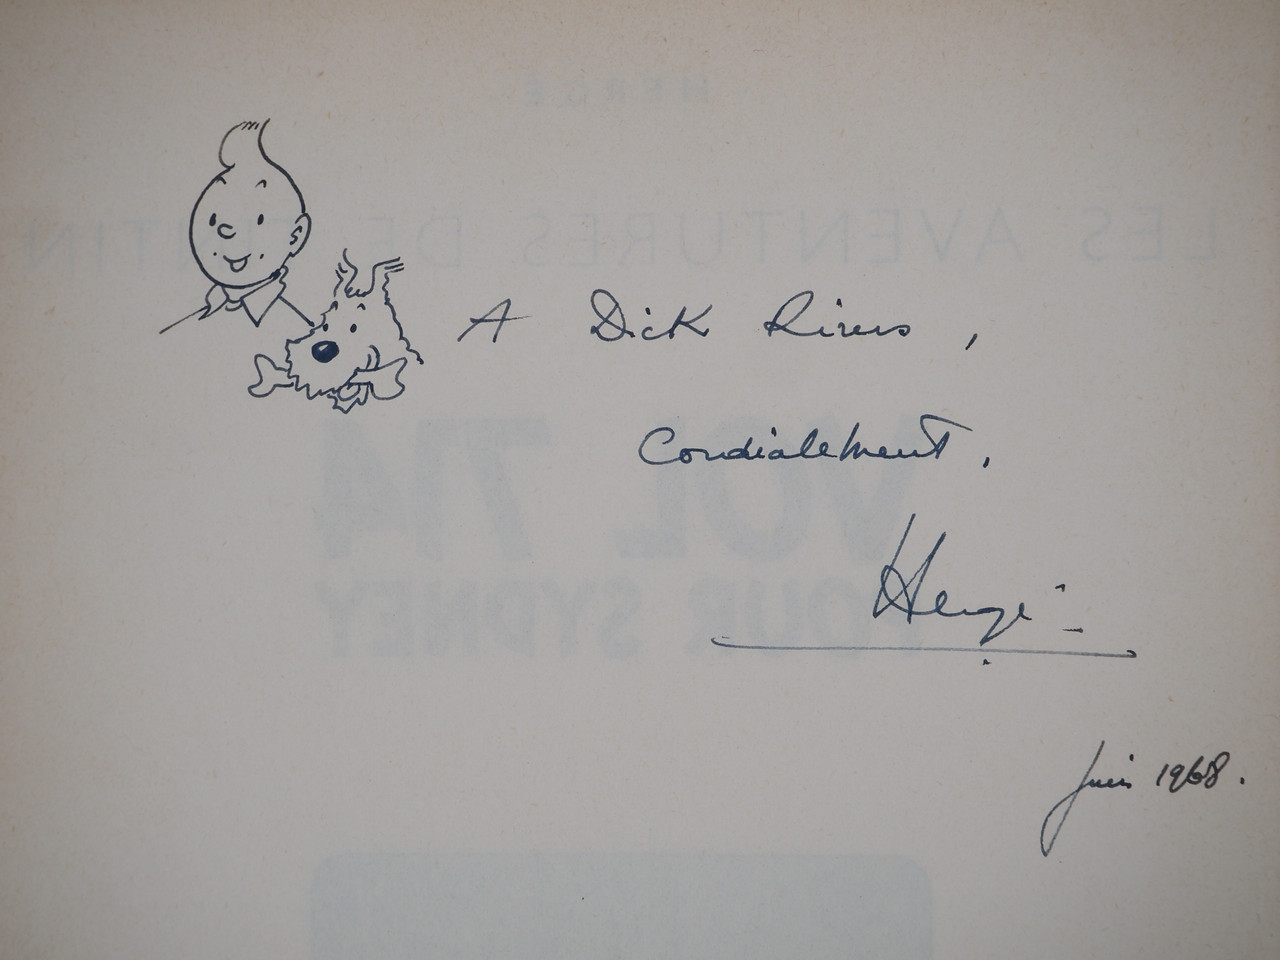 HERGÉ
LES AVENTURES DE TINTIN
A Dick Rivers,
Cordialement,
VOL 714
POUR SYDNEY
Hergé
Juin 1968.